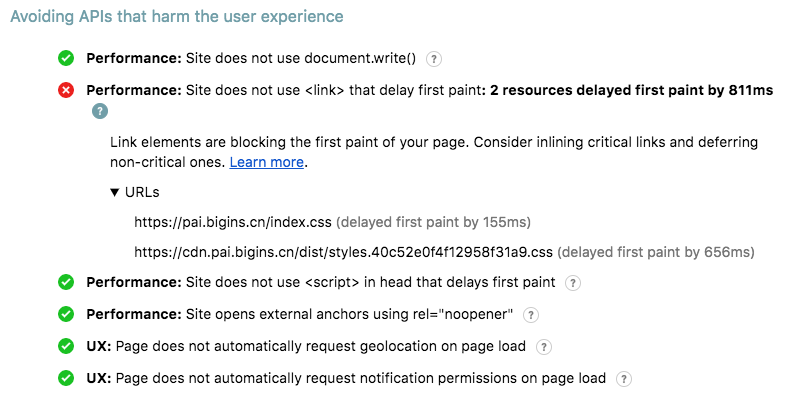 Avoiding APIs that harm the user experience
Performance: Site does not use document.write() ?
Performance: Site does not use <link> that delay first paint: 2 resources delayed first paint by 811ms
?
Link elements are blocking the first paint of your page. Consider inlining critical links and deferring
non-critical ones. Learn more.
▼ URLs
https://pai.bigins.cn/index.css (delayed first paint by 155ms)
https://cdn.pai.bigins.cn/dist/styles.40c52e0f4f12958f31a9.css (delayed first paint by 656ms)
Performance: Site does not use <script> in head that delays first paint ?
Performance: Site opens external anchors using rel="noopener" ?
UX: Page does not automatically request geolocation on page load ?
UX: Page does not automatically request notification permissions on page load ?